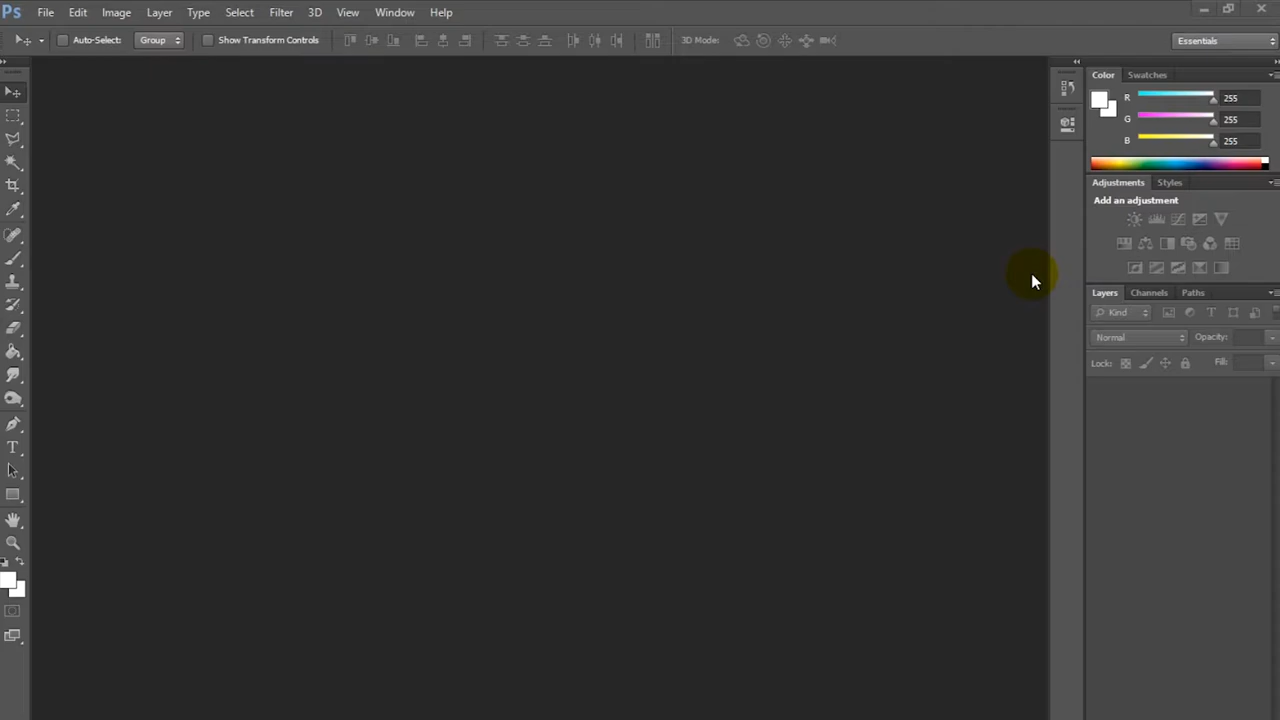 Ps File Edit Image Layer Type Select Filter 3D View Window Help
Auto-Select: Group Show Transform Controls 3D Mode: Essentials
Color Swatches
R 255
G 255
B 255
Adjustments Styles
Add an adjustment
Layers Channels Paths
Kind T
Normal Opacity:
Lock: Fill:
T